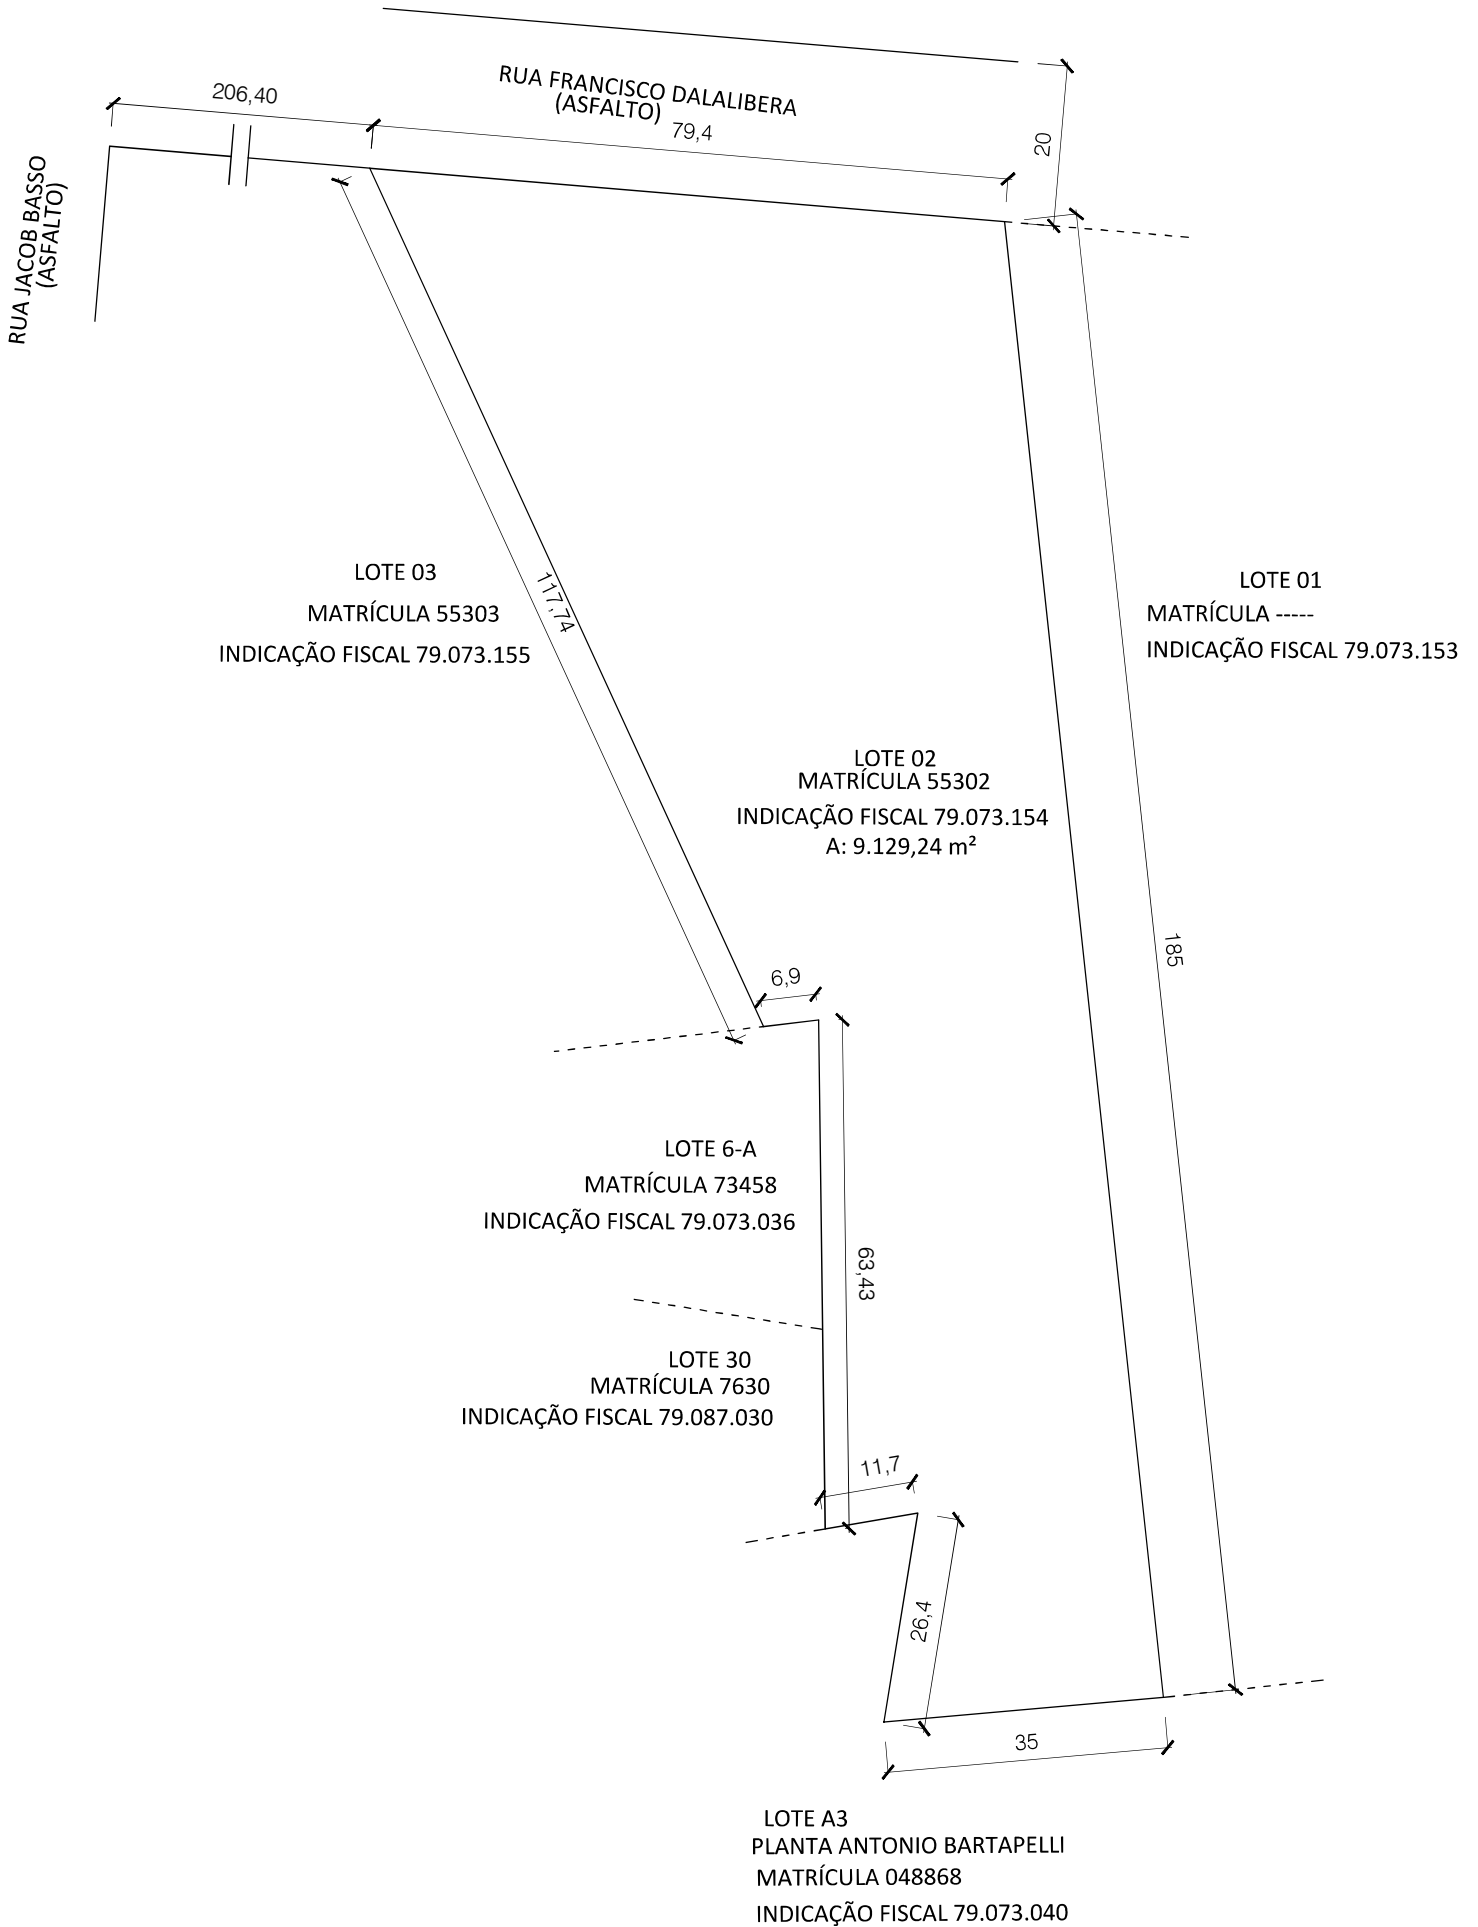 RUA FRANCISCO DALALIBERA
(ASFALTO)
206,40
79,4
20
RUA JACOB BASSO
(ASFALTO)
LOTE 03
MATRÍCULA 55303
INDICAÇÃO FISCAL 79.073.155
117,74
LOTE 01
MATRÍCULA -----
INDICAÇÃO FISCAL 79.073.153
LOTE 02
MATRÍCULA 55302
INDICAÇÃO FISCAL 79.073.154
A: 9.129,24 m²
185
6,9
LOTE 6-A
MATRÍCULA 73458
INDICAÇÃO FISCAL 79.073.036
63,43
LOTE 30
MATRÍCULA 7630
INDICAÇÃO FISCAL 79.087.030
11,7
26,4
35
LOTE A3
PLANTA ANTONIO BARTAPELLI
MATRÍCULA 048868
INDICAÇÃO FISCAL 79.073.040